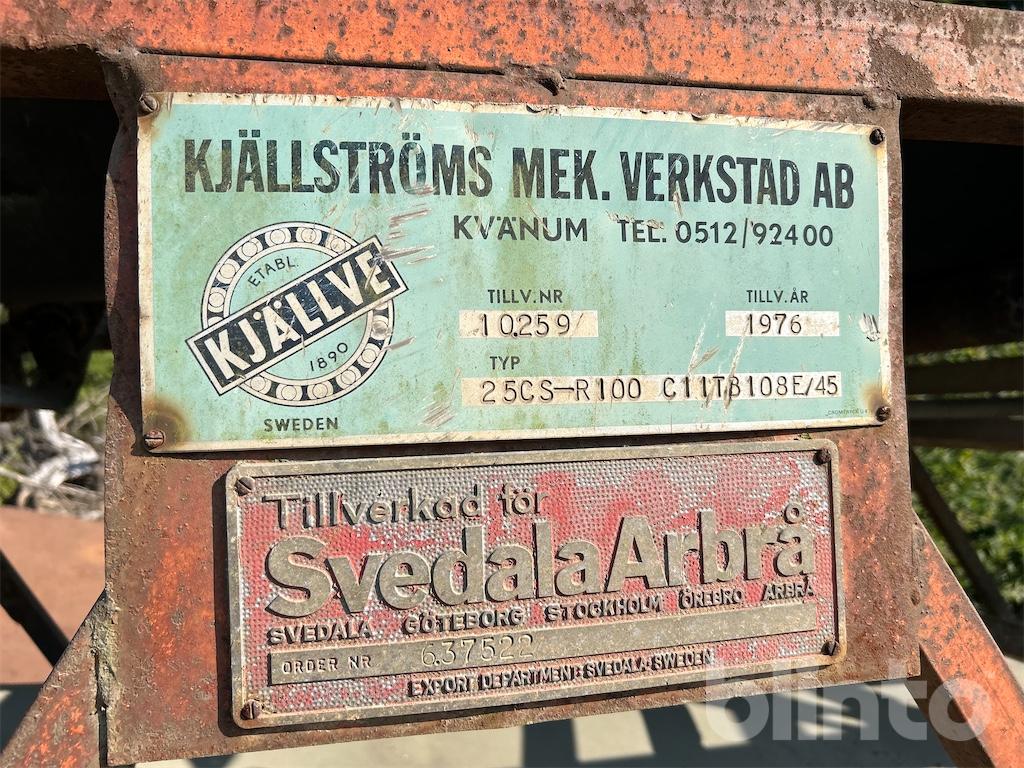 KJÄLLSTRÖMS MEK. VERKSTAD AB
KVÄNUM TEL. 0512/92400
ETABL.
KJÄLLVE
1890
SWEDEN
TILLV.NR
10259
TILLV.ÅR
1976
TYP
25CS-R100 C11TB108E/45
Tillverkad för
Svedala Arbrå
SVEDALA GÖTEBORG STOCKHOLM ÖREBRO ARBRÅ
ORDER NR 637522
EXPORT DEPARTMENT: SVEDALA: SWEDEN
blinto